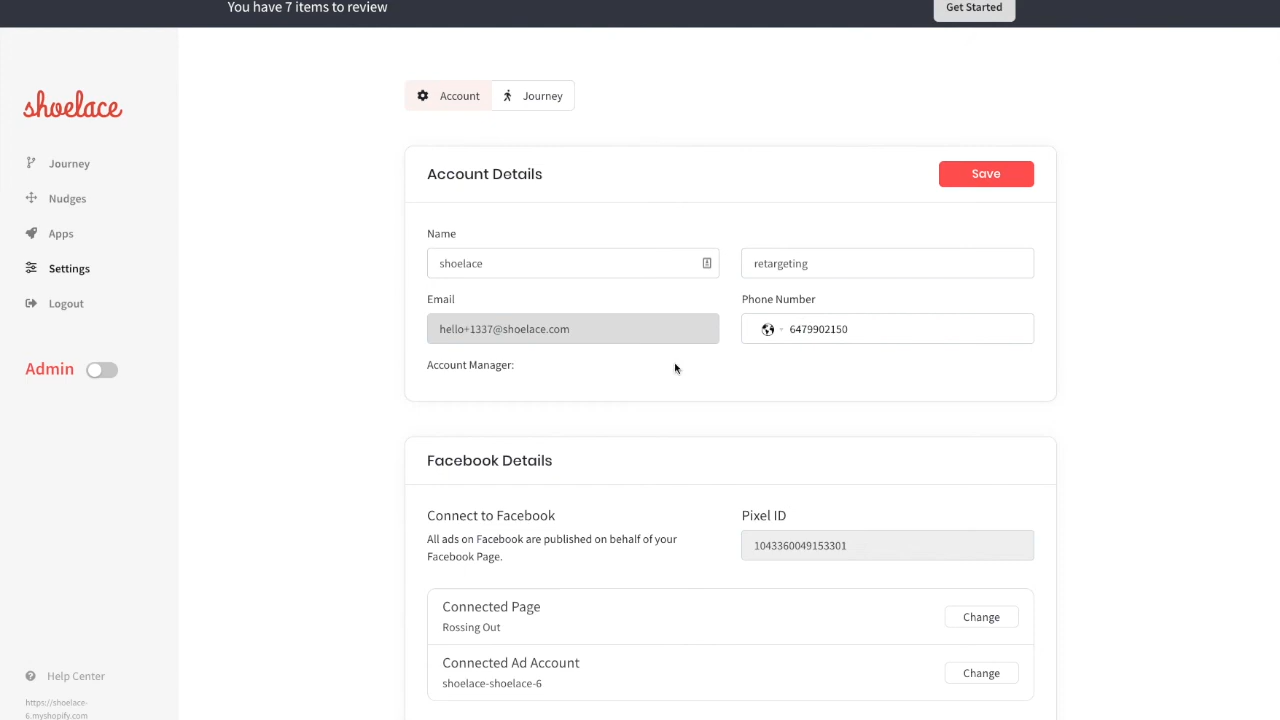 You have 7 items to review
Get Started
shoelace
Journey
Nudges
Apps
Settings
Logout
Admin
Help Center
https://shoelace-
6.myshopify.com
Account
Journey
Account Details
Save
Name
shoelace
retargeting
Email
Phone Number
hello+1337@shoelace.com
6479902150
Account Manager:
Facebook Details
Connect to Facebook
Pixel ID
All ads on Facebook are published on behalf of your
Facebook Page.
1043360049153301
Connected Page
Rossing Out
Change
Connected Ad Account
shoelace-shoelace-6
Change